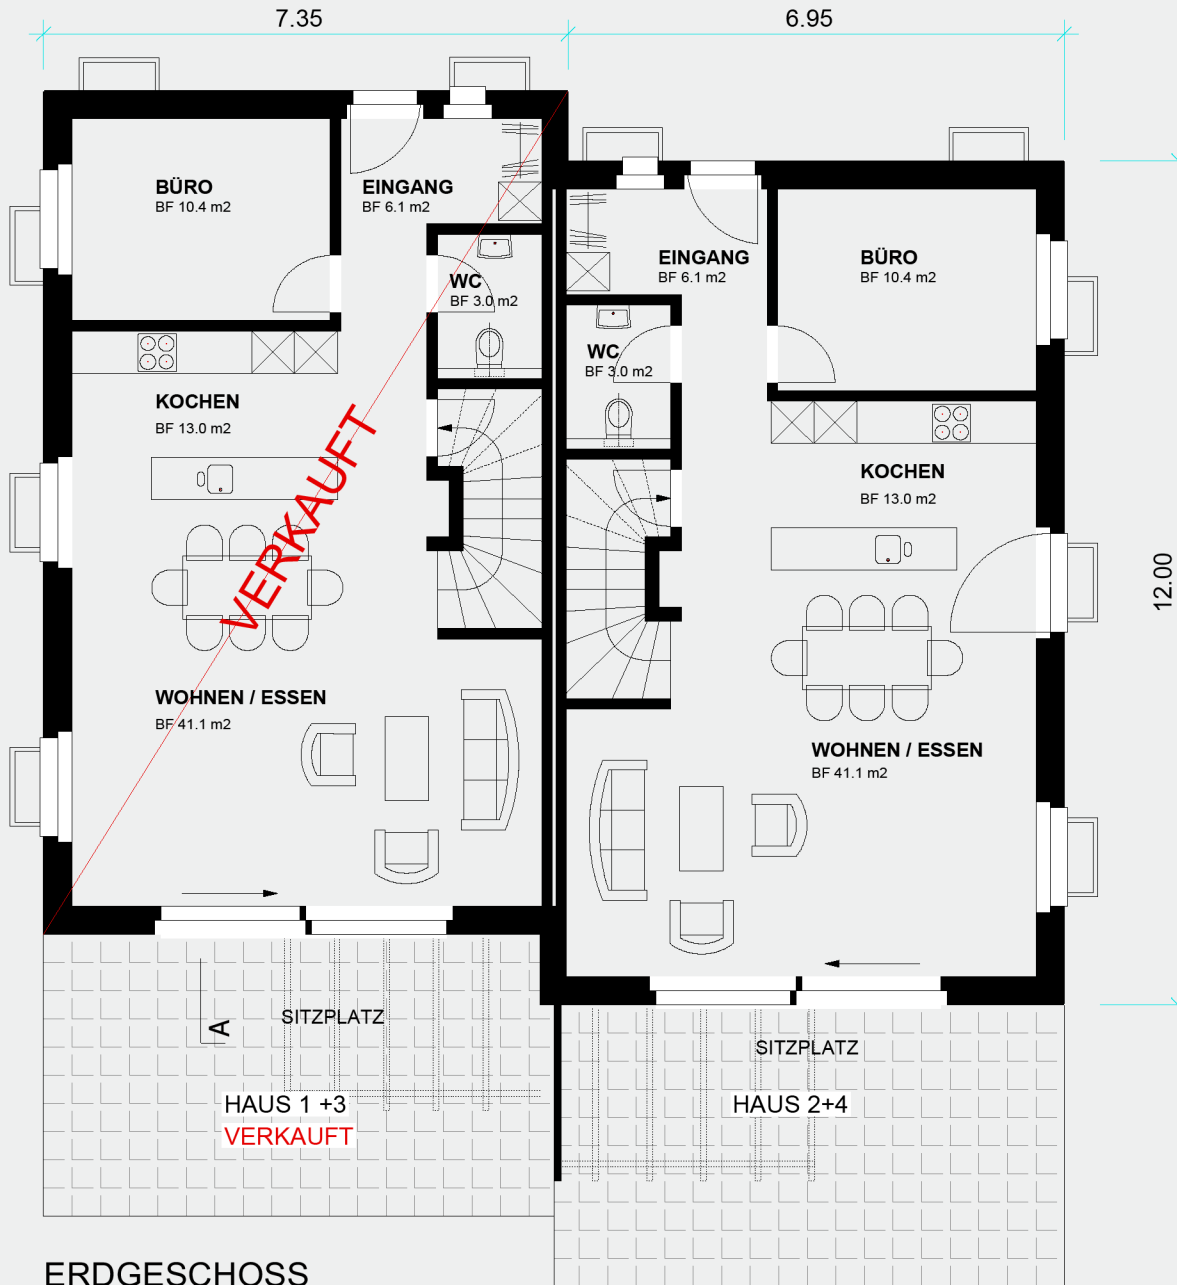 7.35
6.95
BÜRO
BF 10.4 m2
EINGANG
BF 6.1 m2
WC
BF 3.0 m2
KOCHEN
BF 13.0 m2
VERKAUFT
WOHNEN / ESSEN
BF 41.1 m2
EINGANG
BF 6.1 m2
BÜRO
BF 10.4 m2
WC
BF 3.0 m2
KOCHEN
BF 13.0 m2
WOHNEN / ESSEN
BF 41.1 m2
12.00
A
SITZPLATZ
SITZPLATZ
HAUS 1 +3
VERKAUFT
HAUS 2+4
ERDGESCHOSS